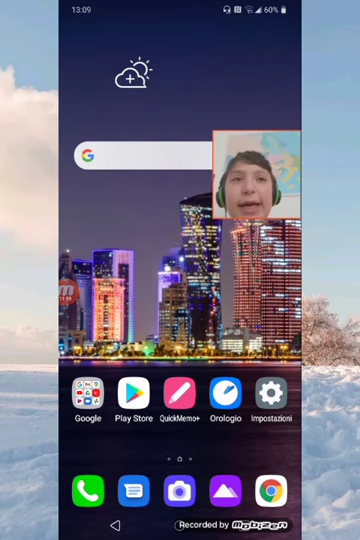 13:09
60%
Google
Play Store
QuickMemo+
Orologio
Impostazioni
Recorded by mobizen